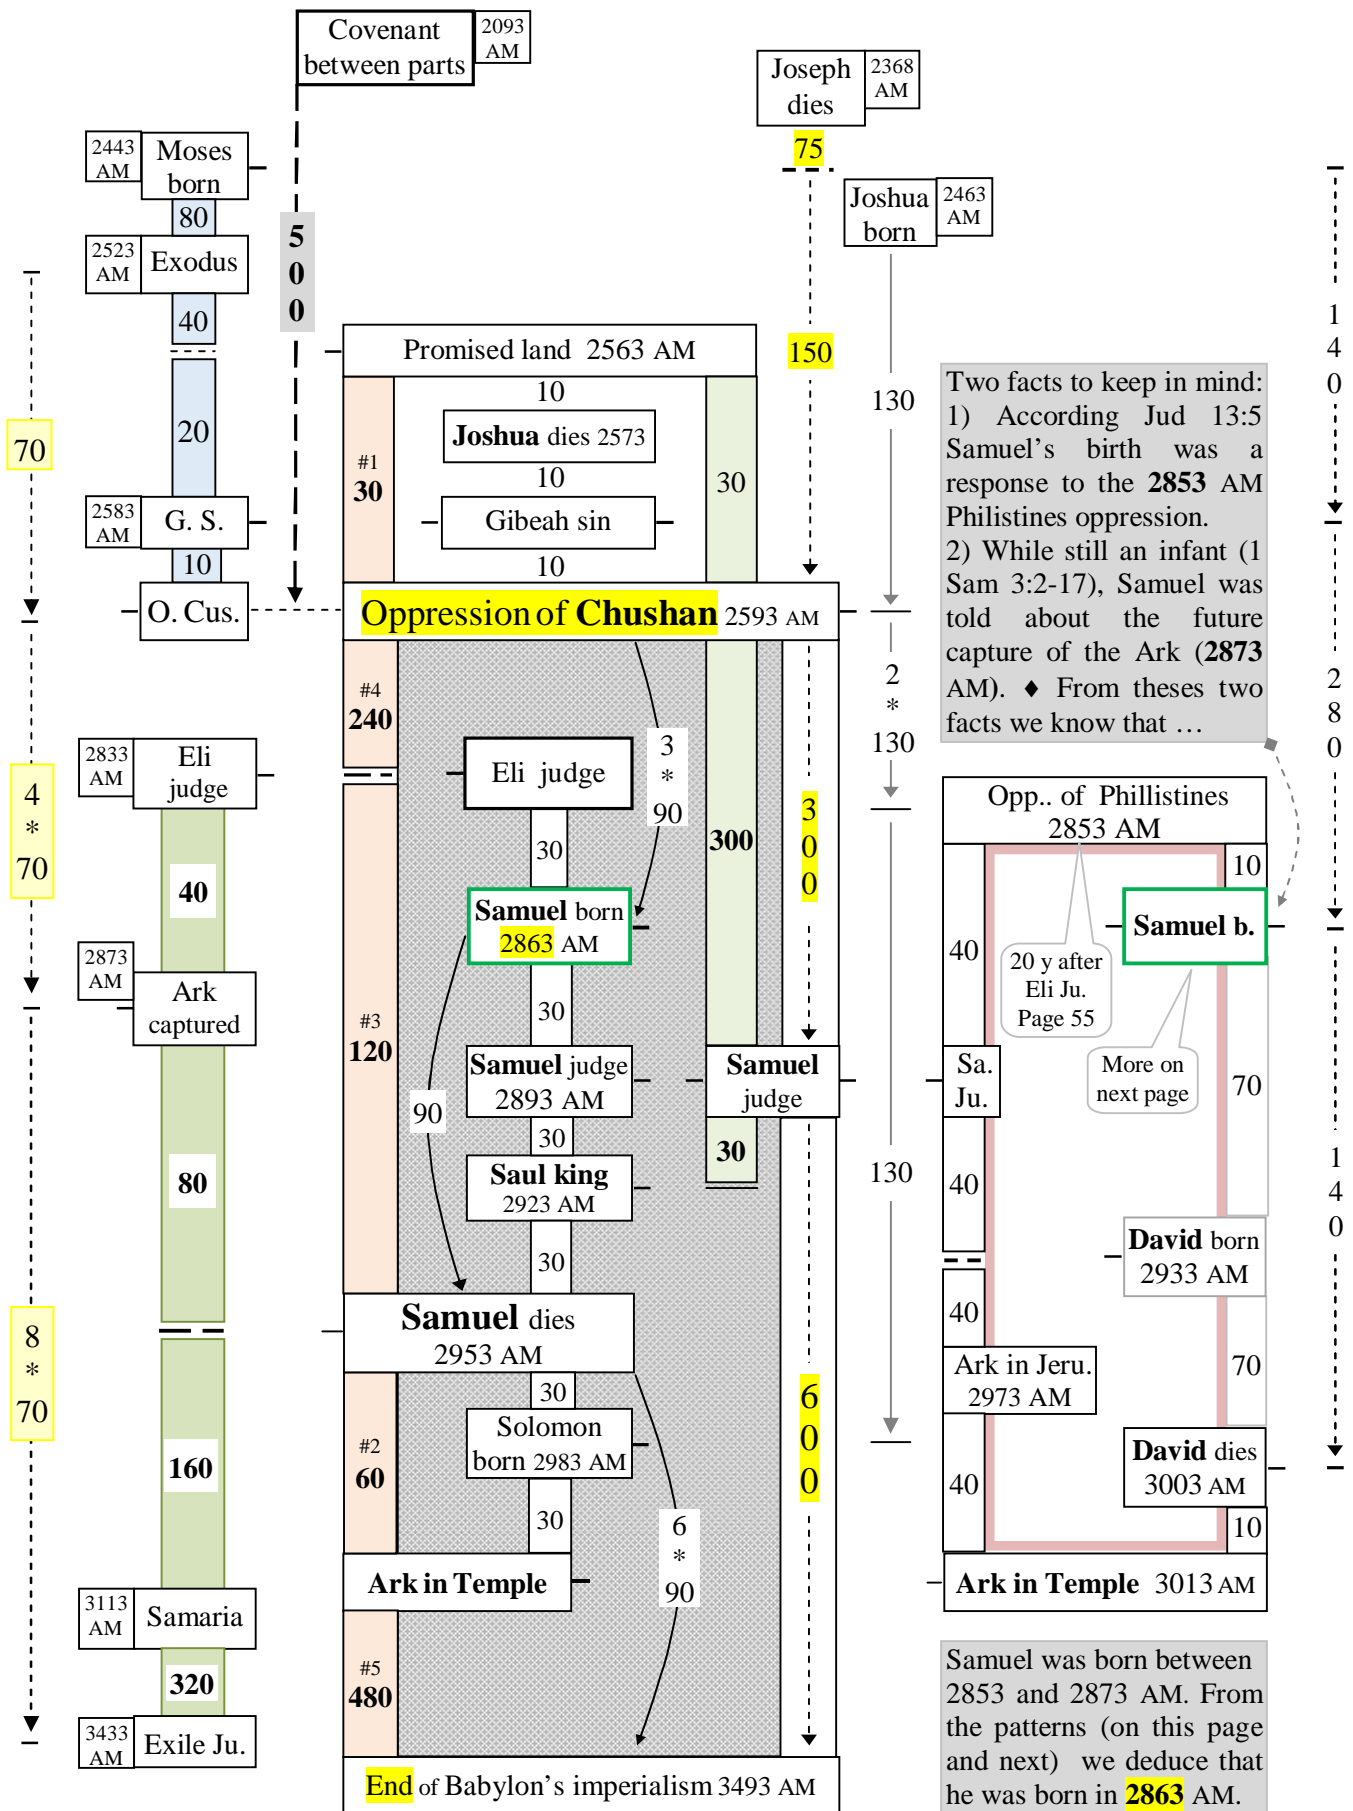 Covenant
between parts
2093
AM
Joseph
dies
2368
AM
75
2443
AM
Moses
born
80
2523
AM
Exodus
40
20
2583
AM
G. S.
10
O. Cus.
70
4
*
70
8
*
70
5
0
0
Joshua
born
2463
AM
130
2
*
130
130
150
3
0
0
6
0
0
1
4
0
2
8
0
1
4
0
Promised land 2563 AM
10
Joshua dies 2573
10
Gibeah sin
10
#1
30
30
Oppression of Chushan 2593 AM
#4
240
3
*
90
Eli judge
30
300
Samuel born
2863 AM
30
#3
120
90
Samuel judge
2893 AM
Samuel
judge
30
30
Saul king
2923 AM
30
Samuel dies
2953 AM
30
Solomon
born 2983 AM
#2
60
30
6
*
90
Ark in Temple
#5
480
End of Babylon’s imperialism 3493 AM
2833
AM
Eli
judge
40
2873
AM
Ark
captured
80
160
3113
AM
Samaria
320
3433
AM
Exile Ju.
Two facts to keep in mind:
1) According Jud 13:5
Samuel’s birth was a
response to the 2853 AM
Philistines oppression.
2) While still an infant (1
Sam 3:2-17), Samuel was
told about the future
capture of the Ark (2873
AM). ♦ From theses two
facts we know that …
Opp.. of Phillistines
2853 AM
10
40
Samuel b.
20 y after
Eli Ju.
Page 55
More on
next page
Sa.
Ju.
70
40
David born
2933 AM
40
Ark in Jeru.
2973 AM
70
40
David dies
3003 AM
10
Ark in Temple 3013 AM
Samuel was born between
2853 and 2873 AM. From
the patterns (on this page
and next) we deduce that
he was born in 2863 AM.